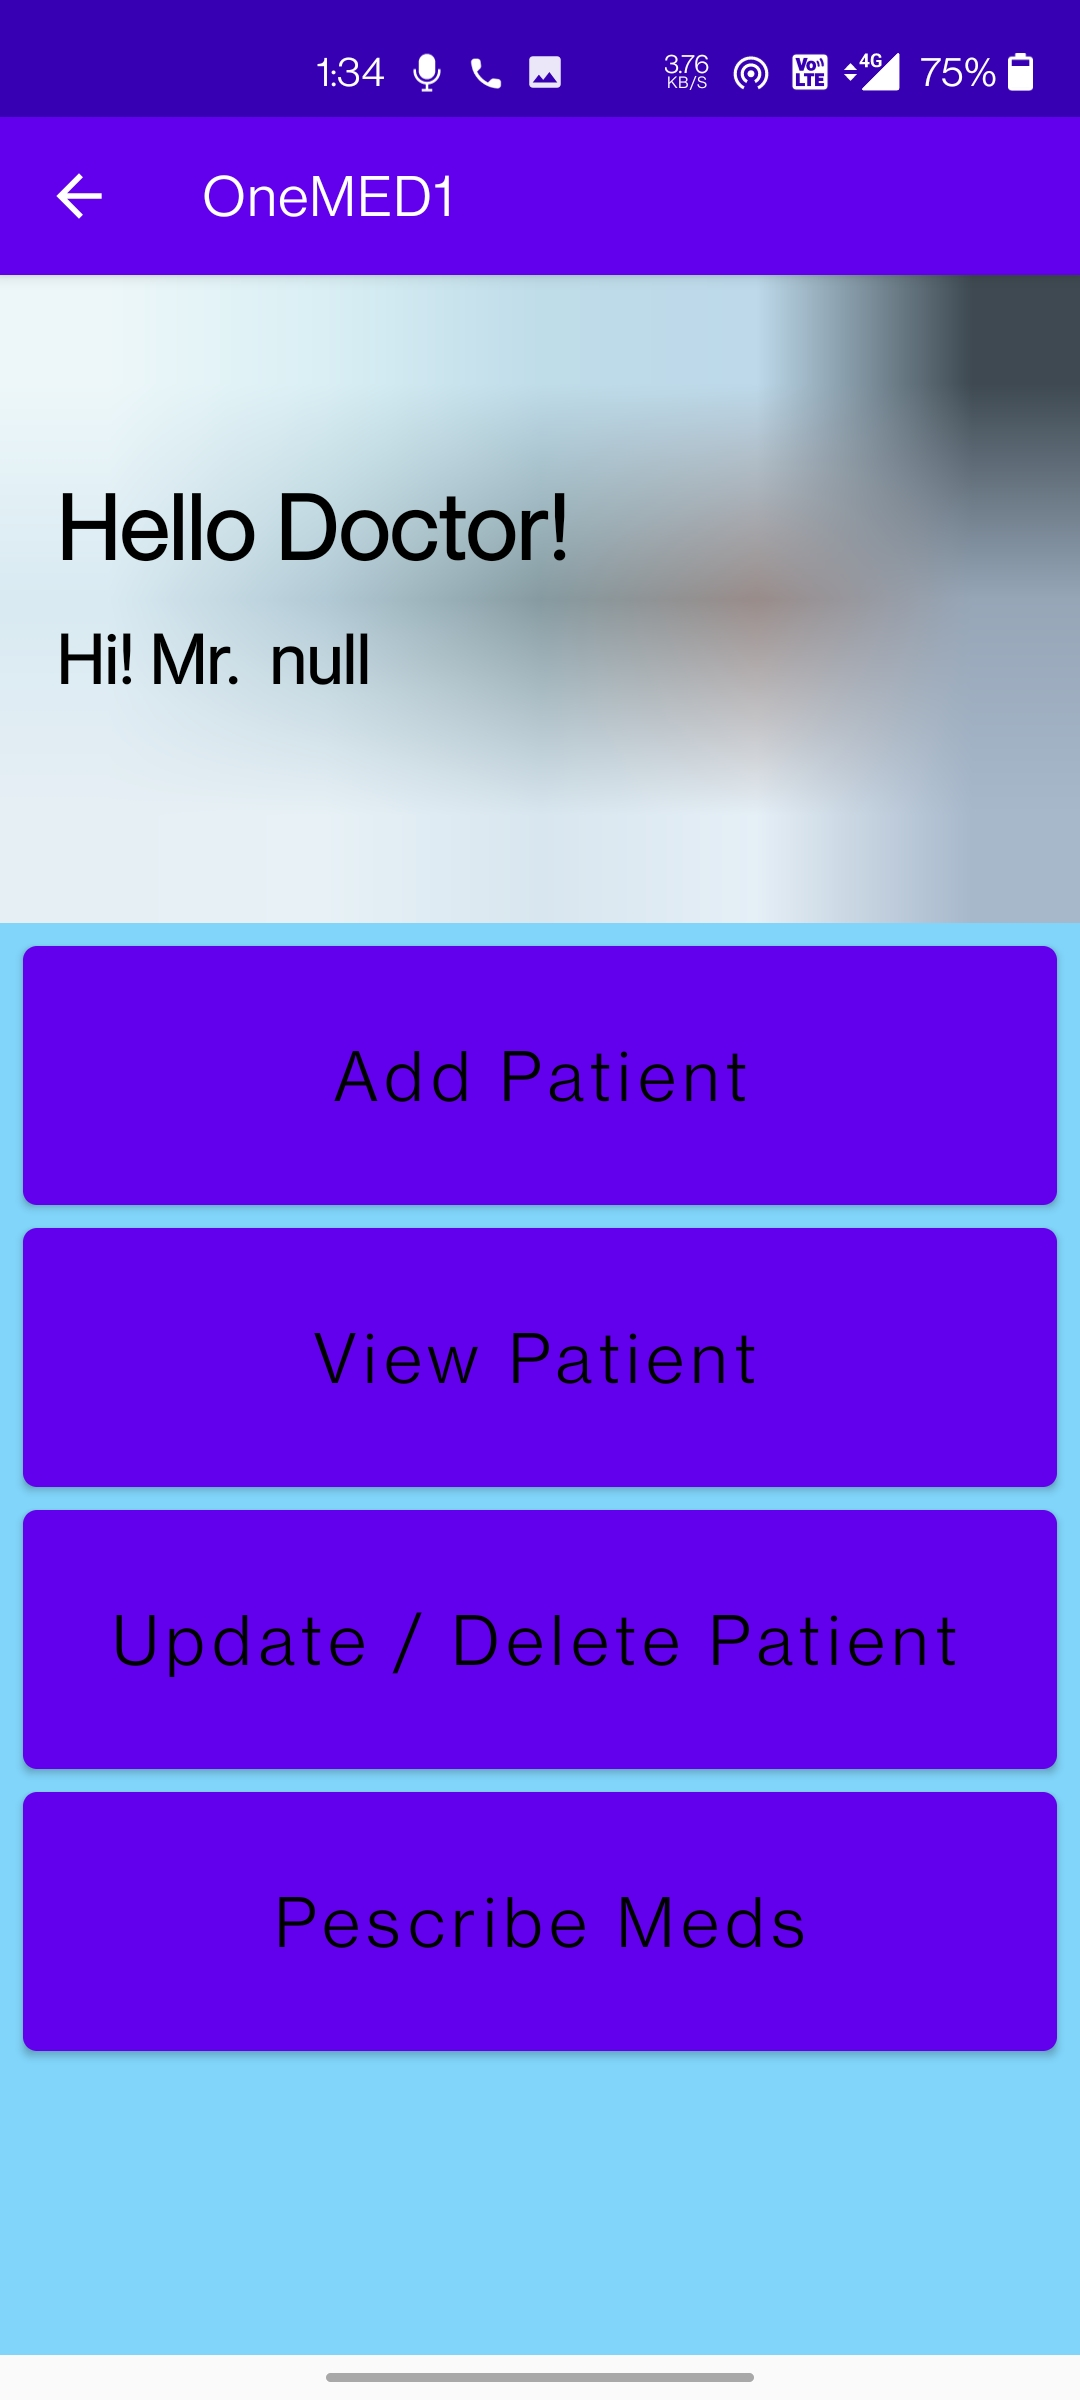 1:34 3.76 KB/S Vo LTE 4G 75%
OneMED1
Hello Doctor!
Hi! Mr. null
Add Patient
View Patient
Update / Delete Patient
Pescribe Meds